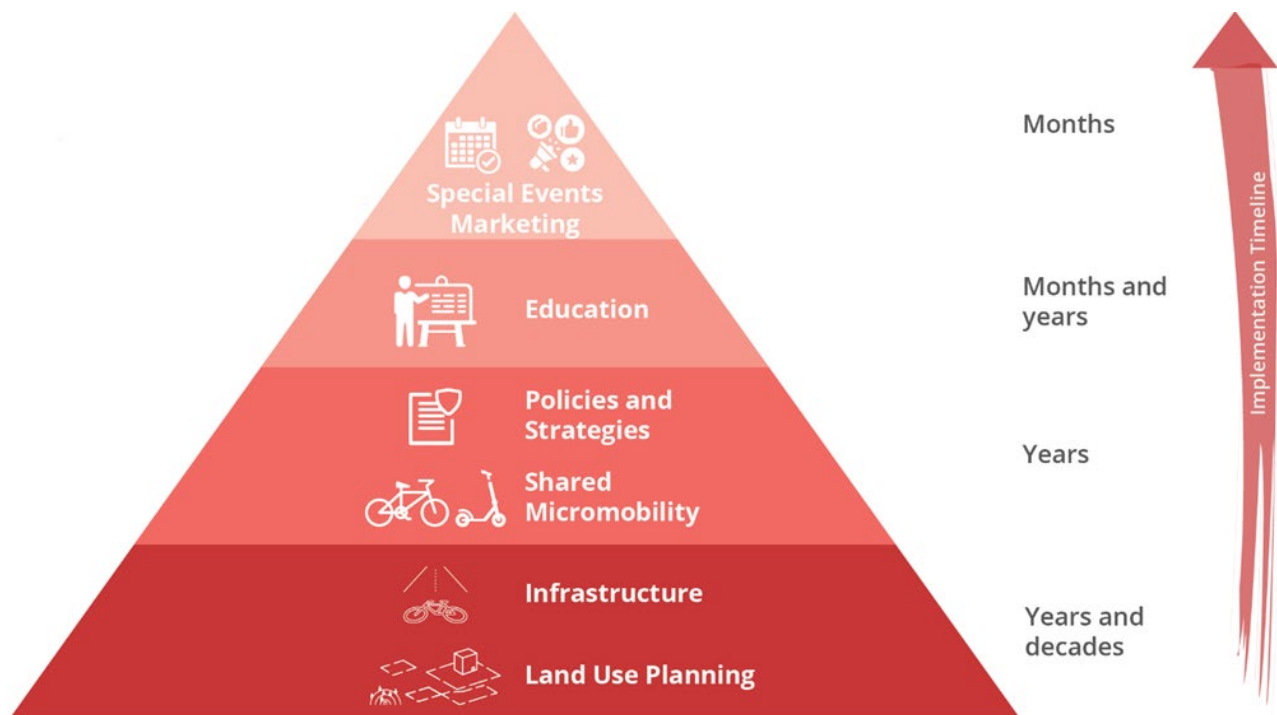 Special Events
Marketing
Months
Education
Months and
years
Policies and
Strategies
Shared
Micromobility
Years
Infrastructure
Land Use Planning
Years and
decades
Implementation Timeline